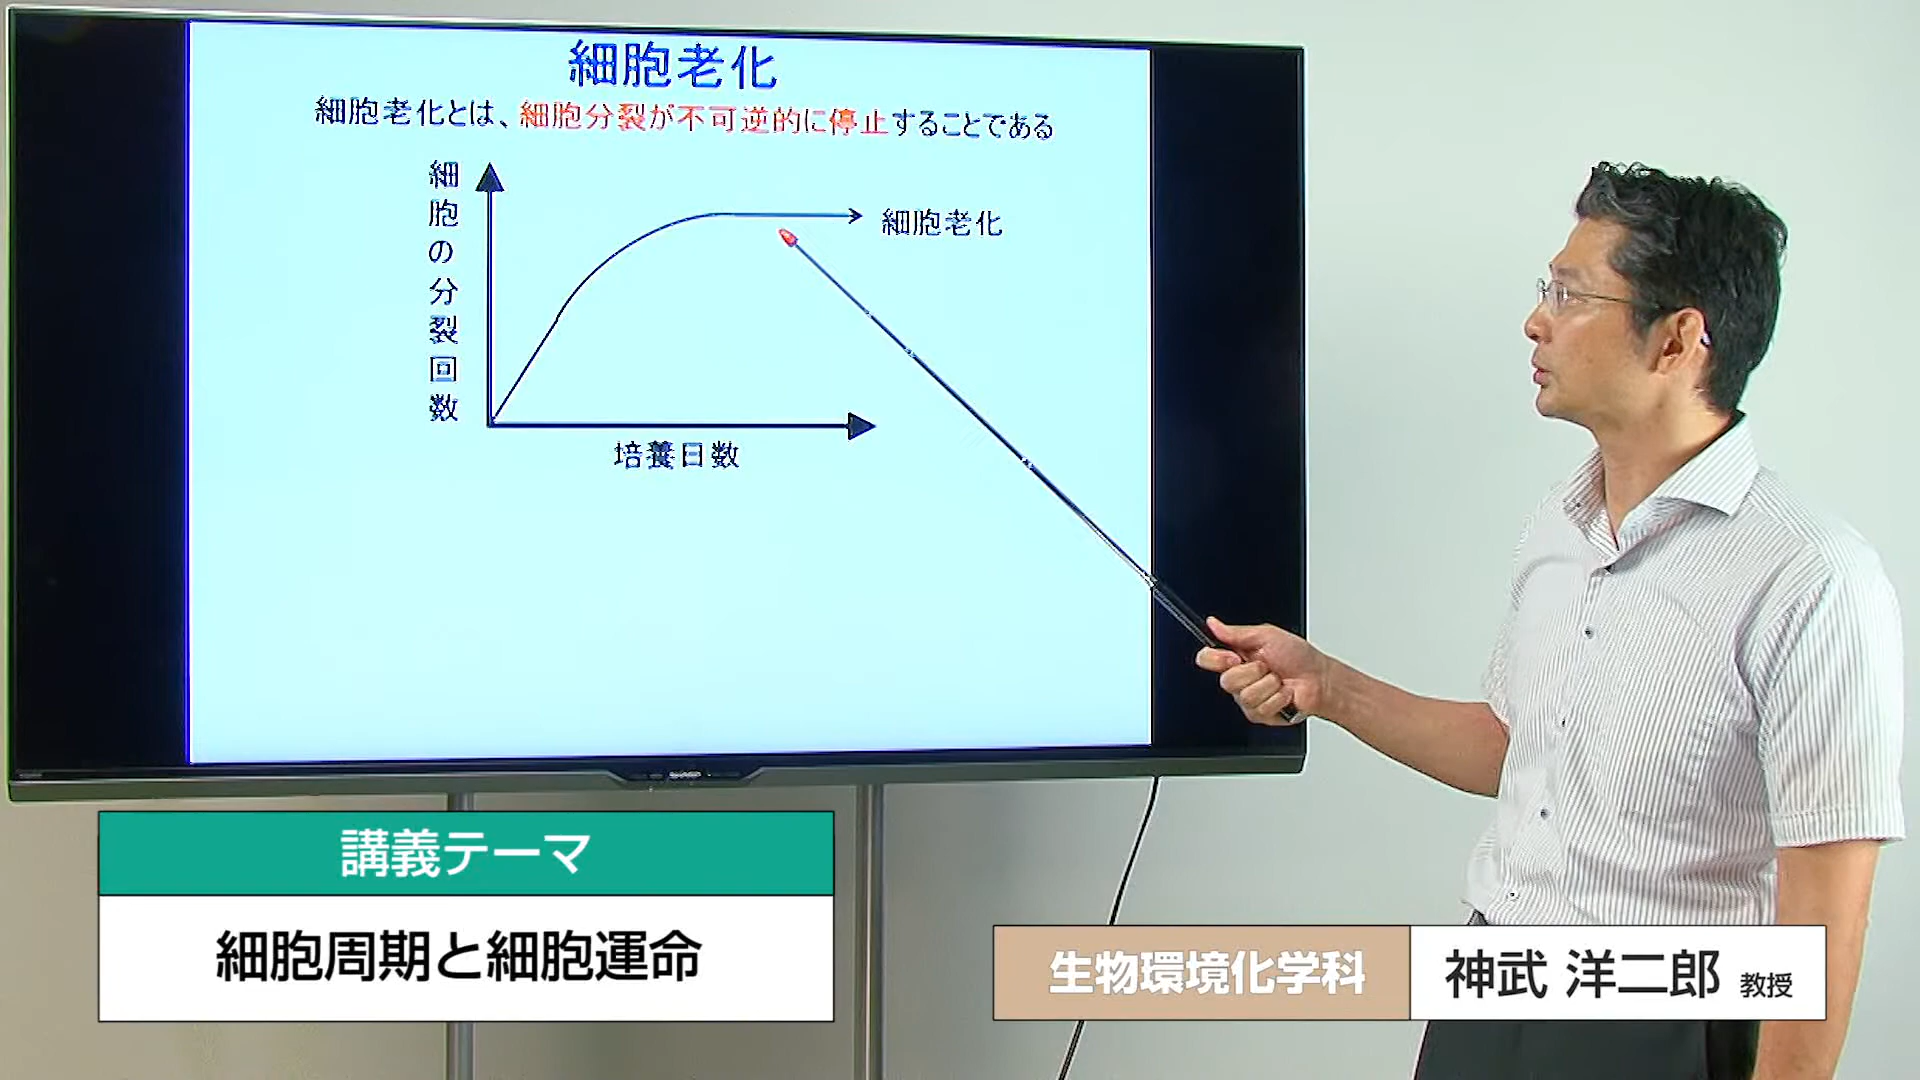 細胞老化
細胞老化とは、細胞分裂が不可逆的に停止することである
細胞の分裂回数
細胞老化
培養日数
講義テーマ
細胞周期と細胞運命
生物環境化学科
神武 洋二郎 教授